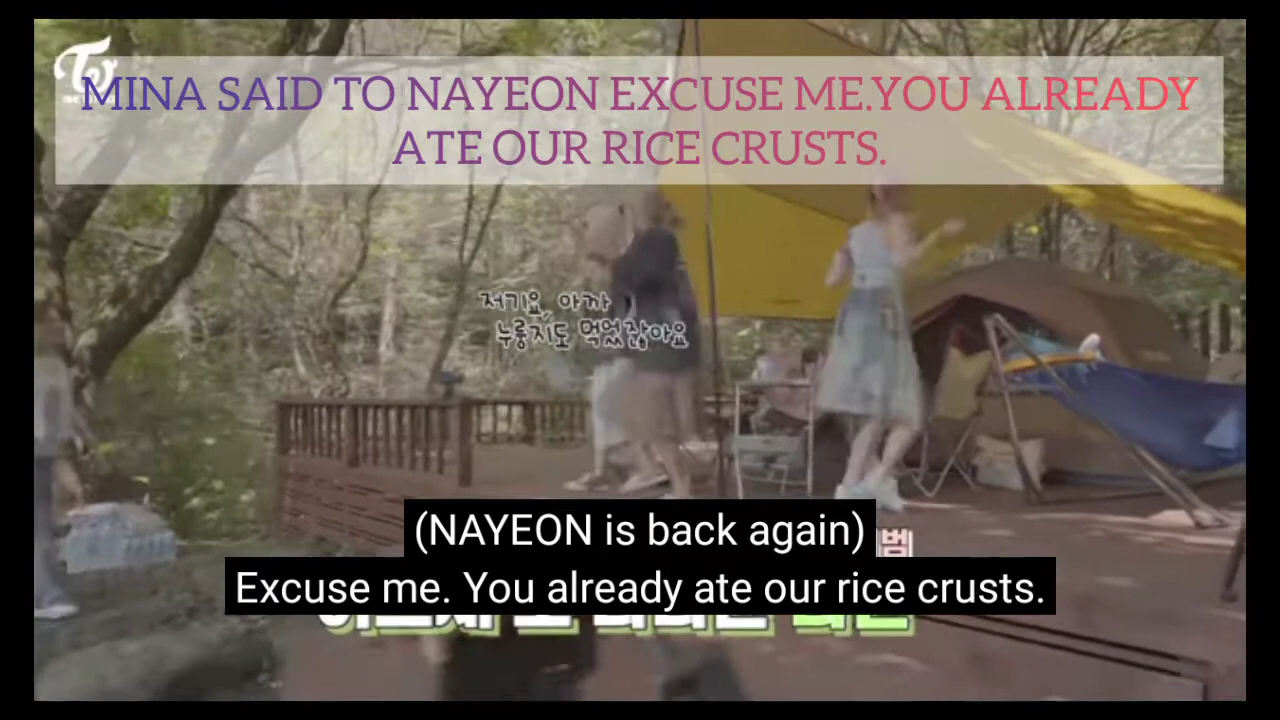 MINA SAID TO NAYEON EXCUSE ME.YOU ALREADY
ATE OUR RICE CRUSTS.
저기요, 아까
누룽지도 먹었잖아요
(NAYEON is back again)
범
Excuse me. You already ate our rice crusts.